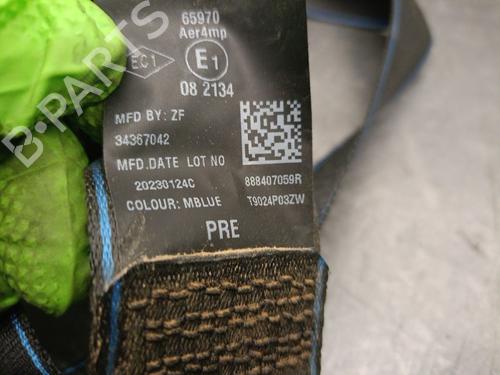 65970
Aer4mp
EC1
E1
08 2134
MFD BY: ZF
34367042
MFD.DATE LOT NO
20230124C
888407059R
COLOUR: MBLUE
T9024P03ZW
PRE
B-PARTS